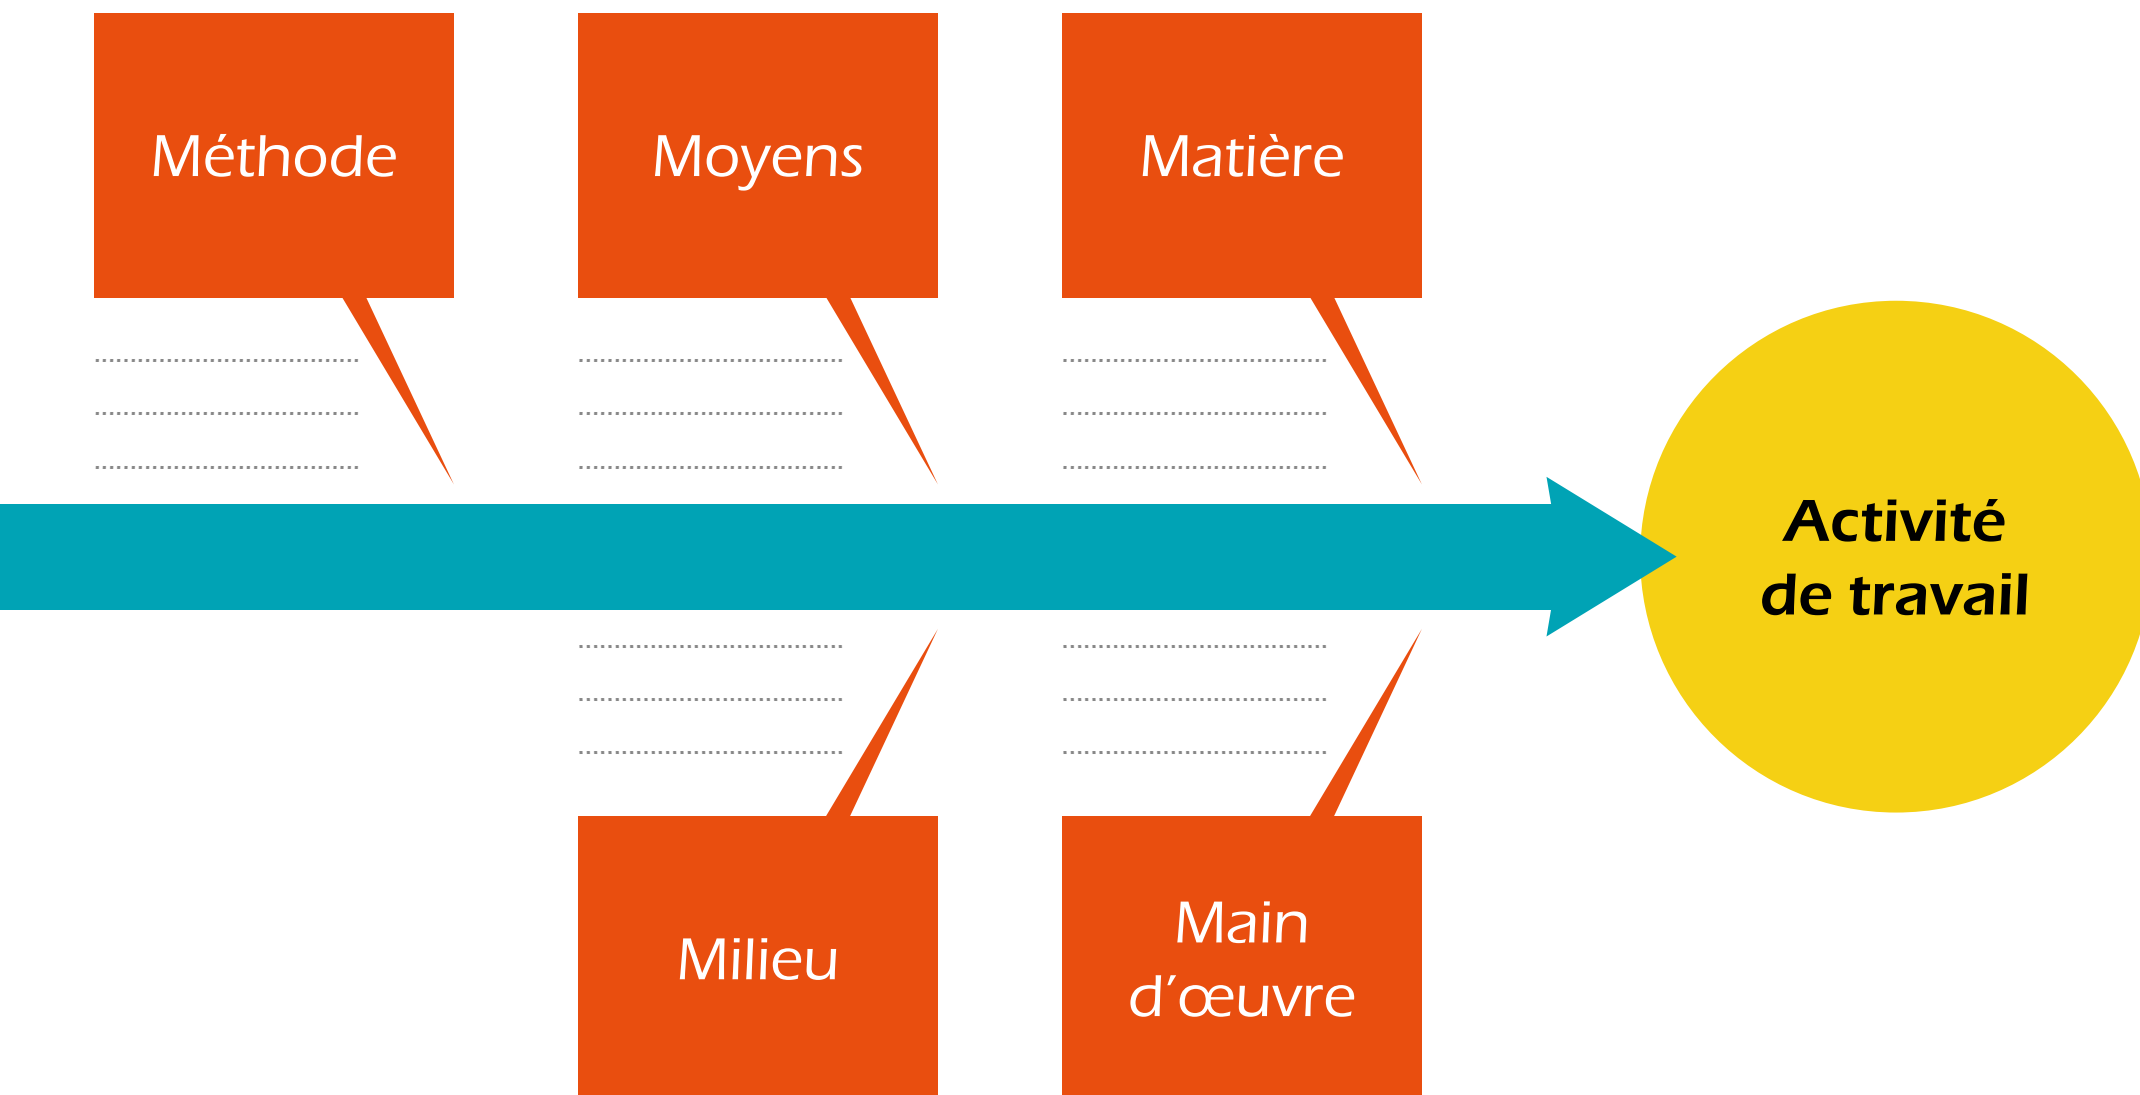 Méthode
Moyens
Matière
Activité
de travail
Milieu
Main
d’œuvre